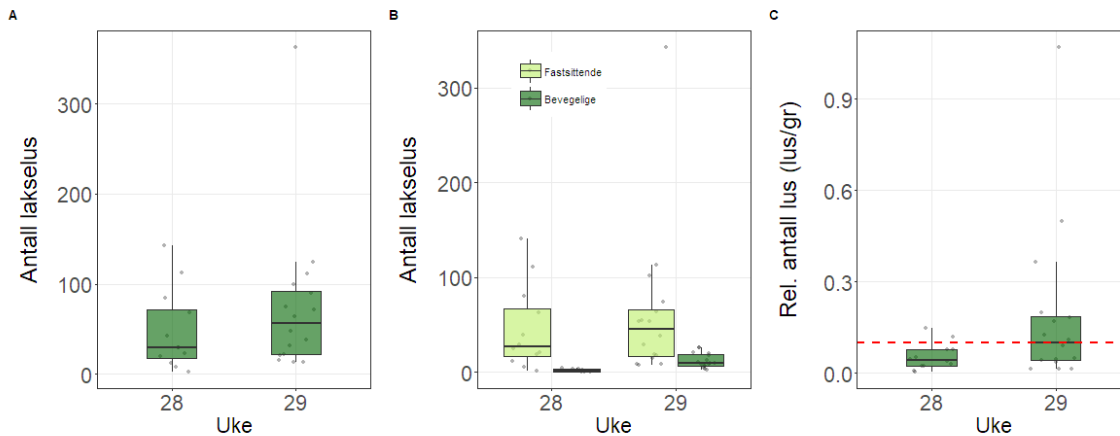 A
Antall lakselus
300
200
100
0
28
29
Uke
B
Antall lakselus
Fastsittende
Bevegelige
300
200
100
0
28
29
Uke
C
Rel. antall lus (lus/gr)
0.9
0.6
0.3
0.0
28
29
Uke